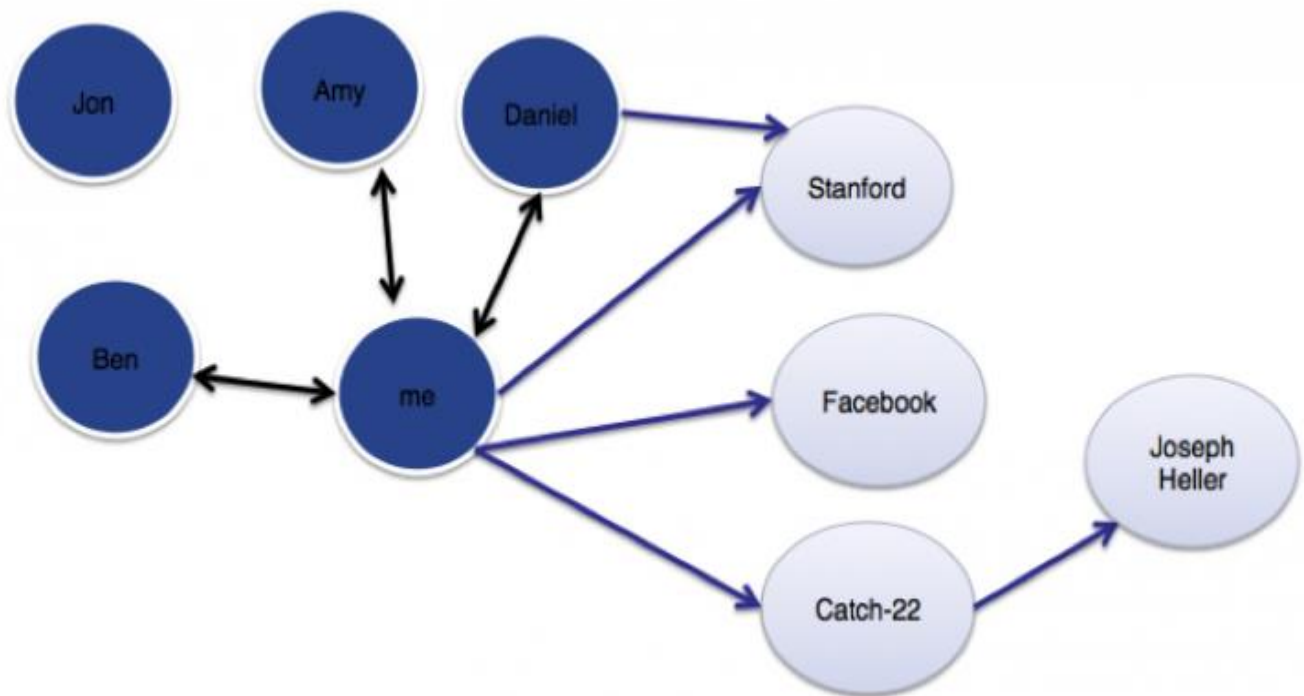 Jon
Amy
Daniel
Stanford
Ben
me
Facebook
Joseph
Heller
Catch-22